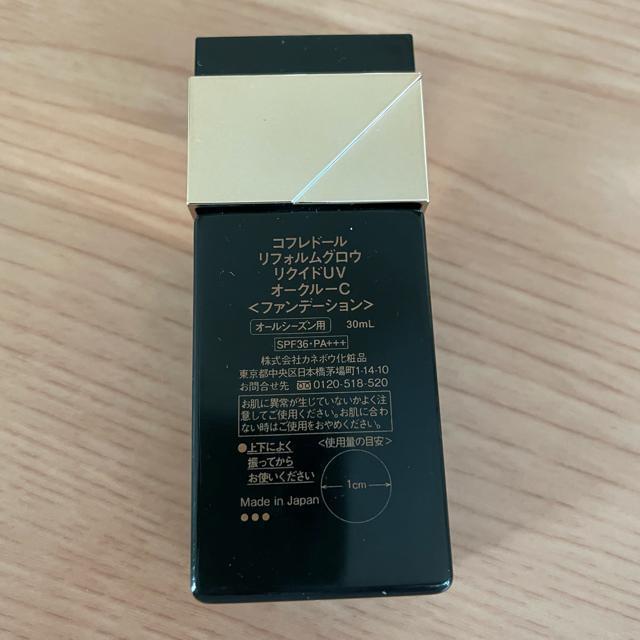 コフレドール
リフォルムグロウ
リクイドUV
オークルーC
<ファンデーション>
オールシーズン用 30mL
SPF36・PA+++
株式会社カネボウ化粧品
東京都中央区日本橋茅場町1-14-10
お問合せ先 0120-518-520
お肌に異常が生じていないかよく注
意してご使用ください。お肌に合わ
ない時はご使用をおやめください。
●上下によく
振ってから
お使いください
<使用量の目安>
1cm
Made in Japan